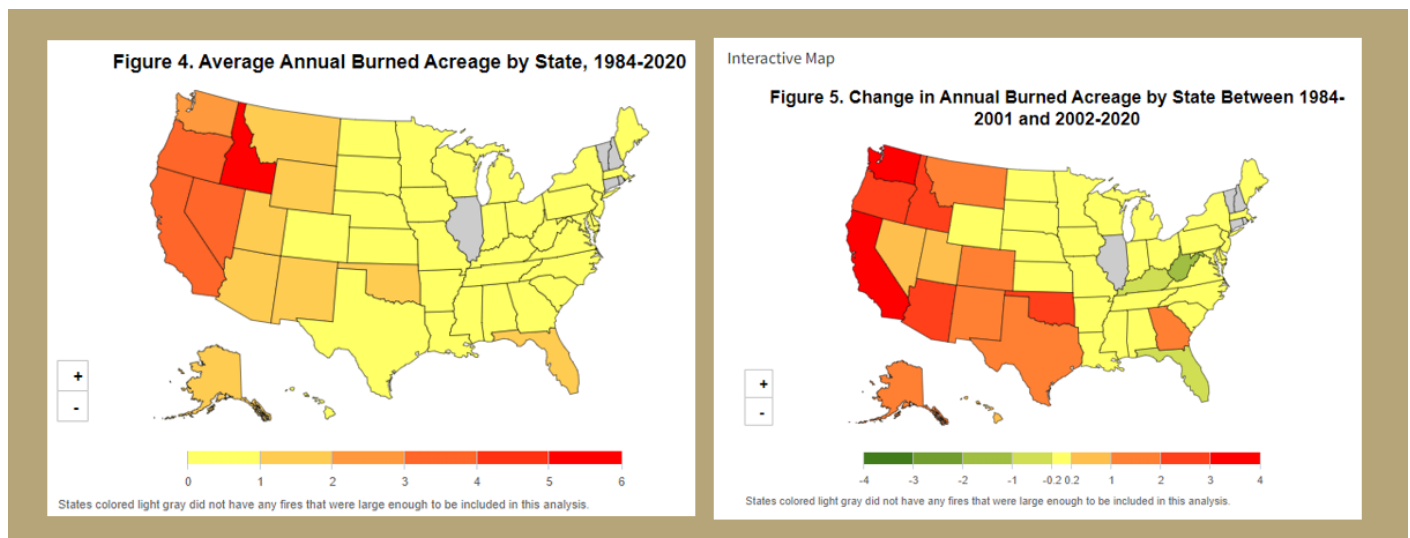 Figure 4. Average Annual Burned Acreage by State, 1984-2020
+
-
0 1 2 3 4 5 6
States colored light gray did not have any fires that were large enough to be included in this analysis.
Interactive Map
Figure 5. Change in Annual Burned Acreage by State Between 1984-
2001 and 2002-2020
+
-
-4 -3 -2 -1 -0.2 0.2 1 2 3 4
States colored light gray did not have any fires that were large enough to be included in this analysis.